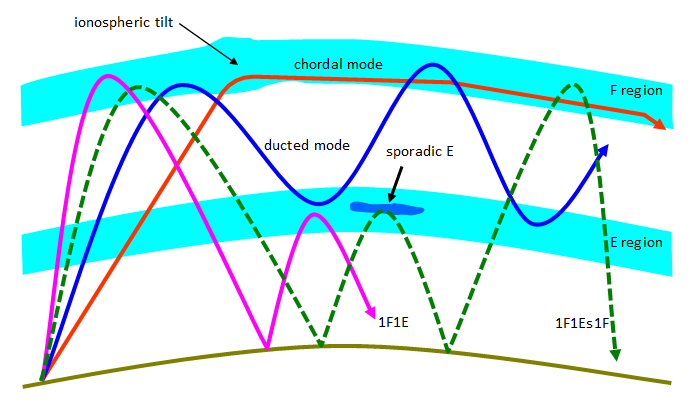 ionospheric tilt
chordal mode
F region
ducted mode
sporadic E
E region
1F1E
1F1Es1F